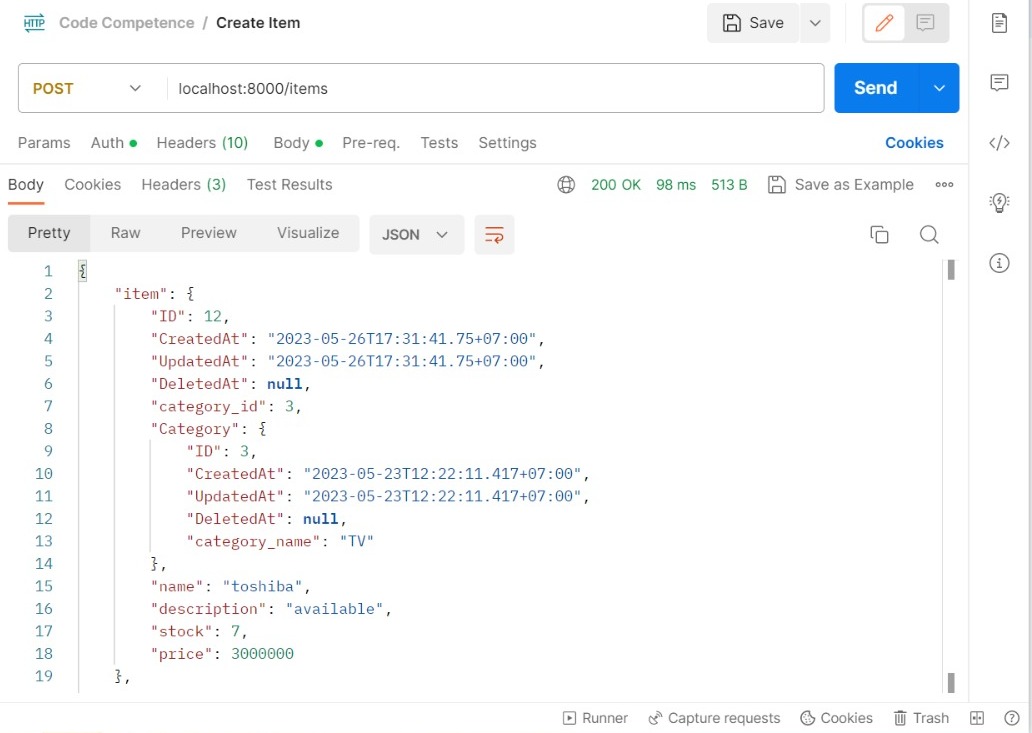 HTTP Code Competence / Create Item Save
POST localhost:8000/items Send
Params Auth Headers (10) Body Pre-req. Tests Settings Cookies
Body Cookies Headers (3) Test Results 200 OK 98 ms 513 B Save as Example
Pretty Raw Preview Visualize JSON
1 {
2 "item": {
3 "ID": 12,
4 "CreatedAt": "2023-05-26T17:31:41.75+07:00",
5 "UpdatedAt": "2023-05-26T17:31:41.75+07:00",
6 "DeletedAt": null,
7 "category_id": 3,
8 "Category": {
9 "ID": 3,
10 "CreatedAt": "2023-05-23T12:22:11.417+07:00",
11 "UpdatedAt": "2023-05-23T12:22:11.417+07:00",
12 "DeletedAt": null,
13 "category_name": "TV"
14 },
15 "name": "toshiba",
16 "description": "available",
17 "stock": 7,
18 "price": 3000000
19 },
Runner Capture requests Cookies Trash